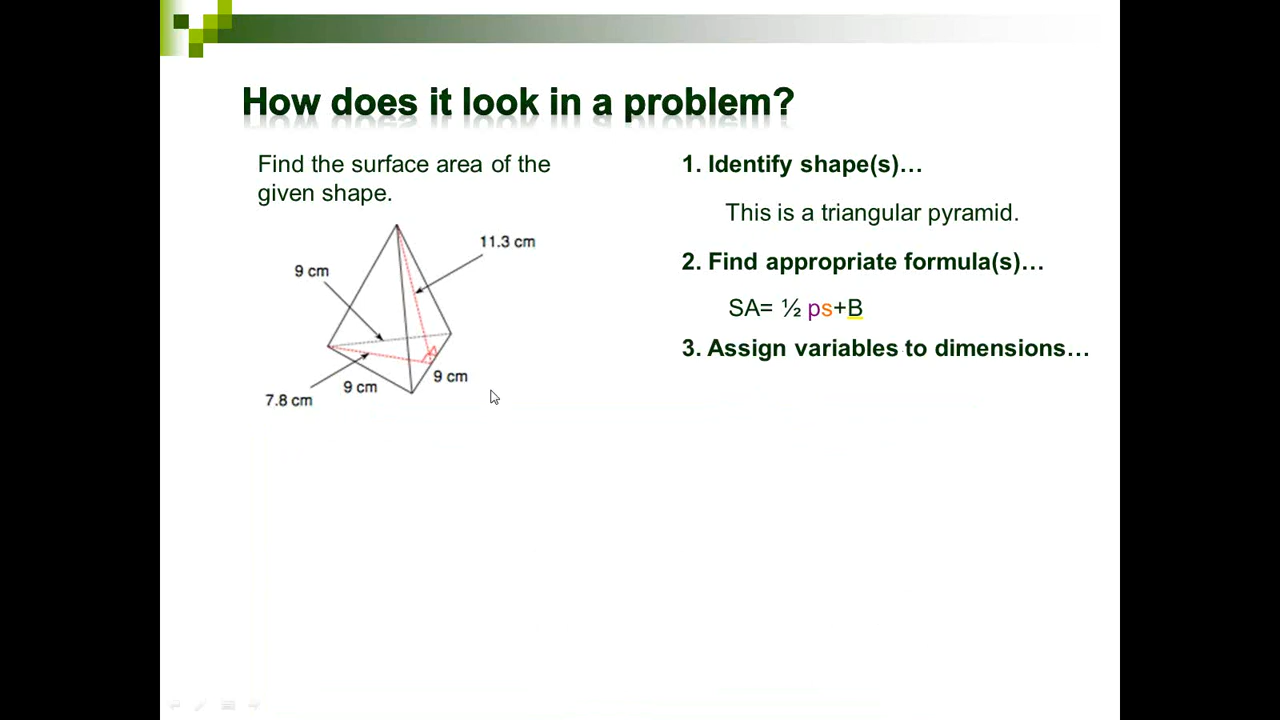 How does it look in a problem?
Find the surface area of the
given shape.
11.3 cm
9 cm
9 cm
9 cm
7.8 cm
1. Identify shape(s)…
This is a triangular pyramid.
2. Find appropriate formula(s)…
SA= ½ ps+B
3. Assign variables to dimensions…